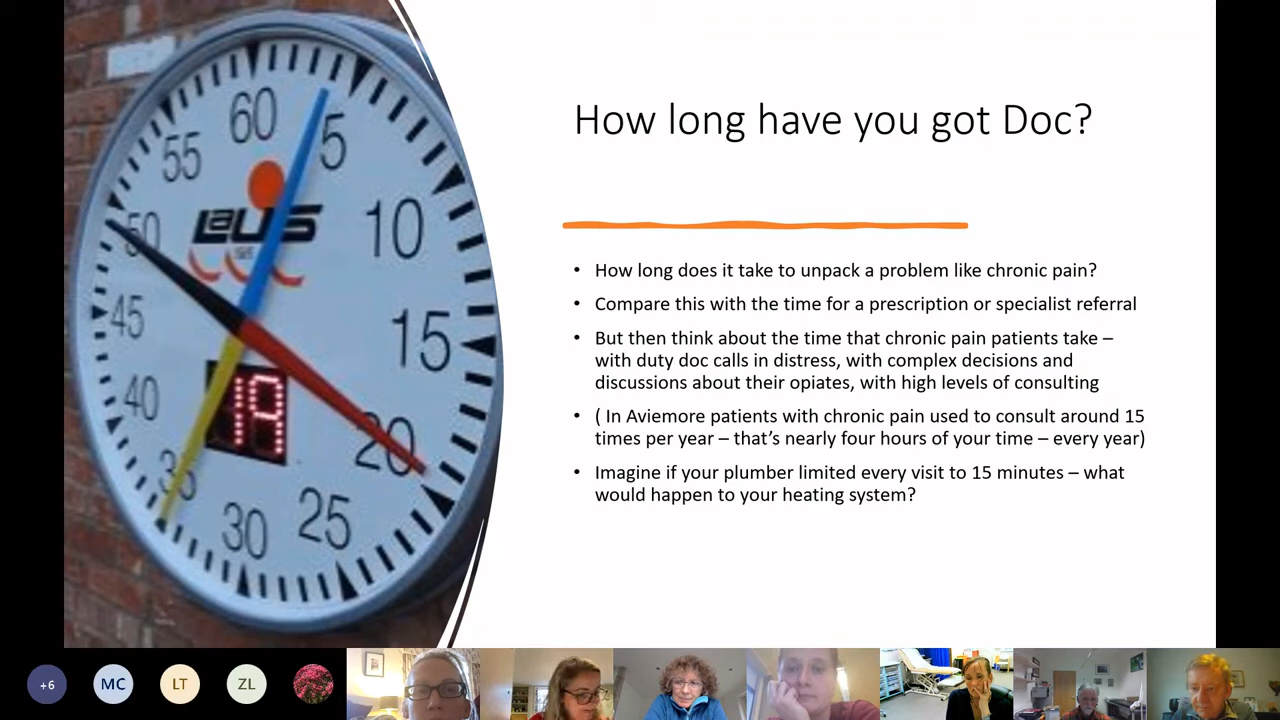 How long have you got Doc?
• How long does it take to unpack a problem like chronic pain?
• Compare this with the time for a prescription or specialist referral
• But then think about the time that chronic pain patients take –
with duty doc calls in distress, with complex decisions and
discussions about their opiates, with high levels of consulting
• ( In Aviemore patients with chronic pain used to consult around 15
times per year – that’s nearly four hours of your time – every year)
• Imagine if your plumber limited every visit to 15 minutes – what
would happen to your heating system?
60
5
55
10
50
LaUS
15
45
40
19
20
35
25
30
+6
MC
LT
ZL